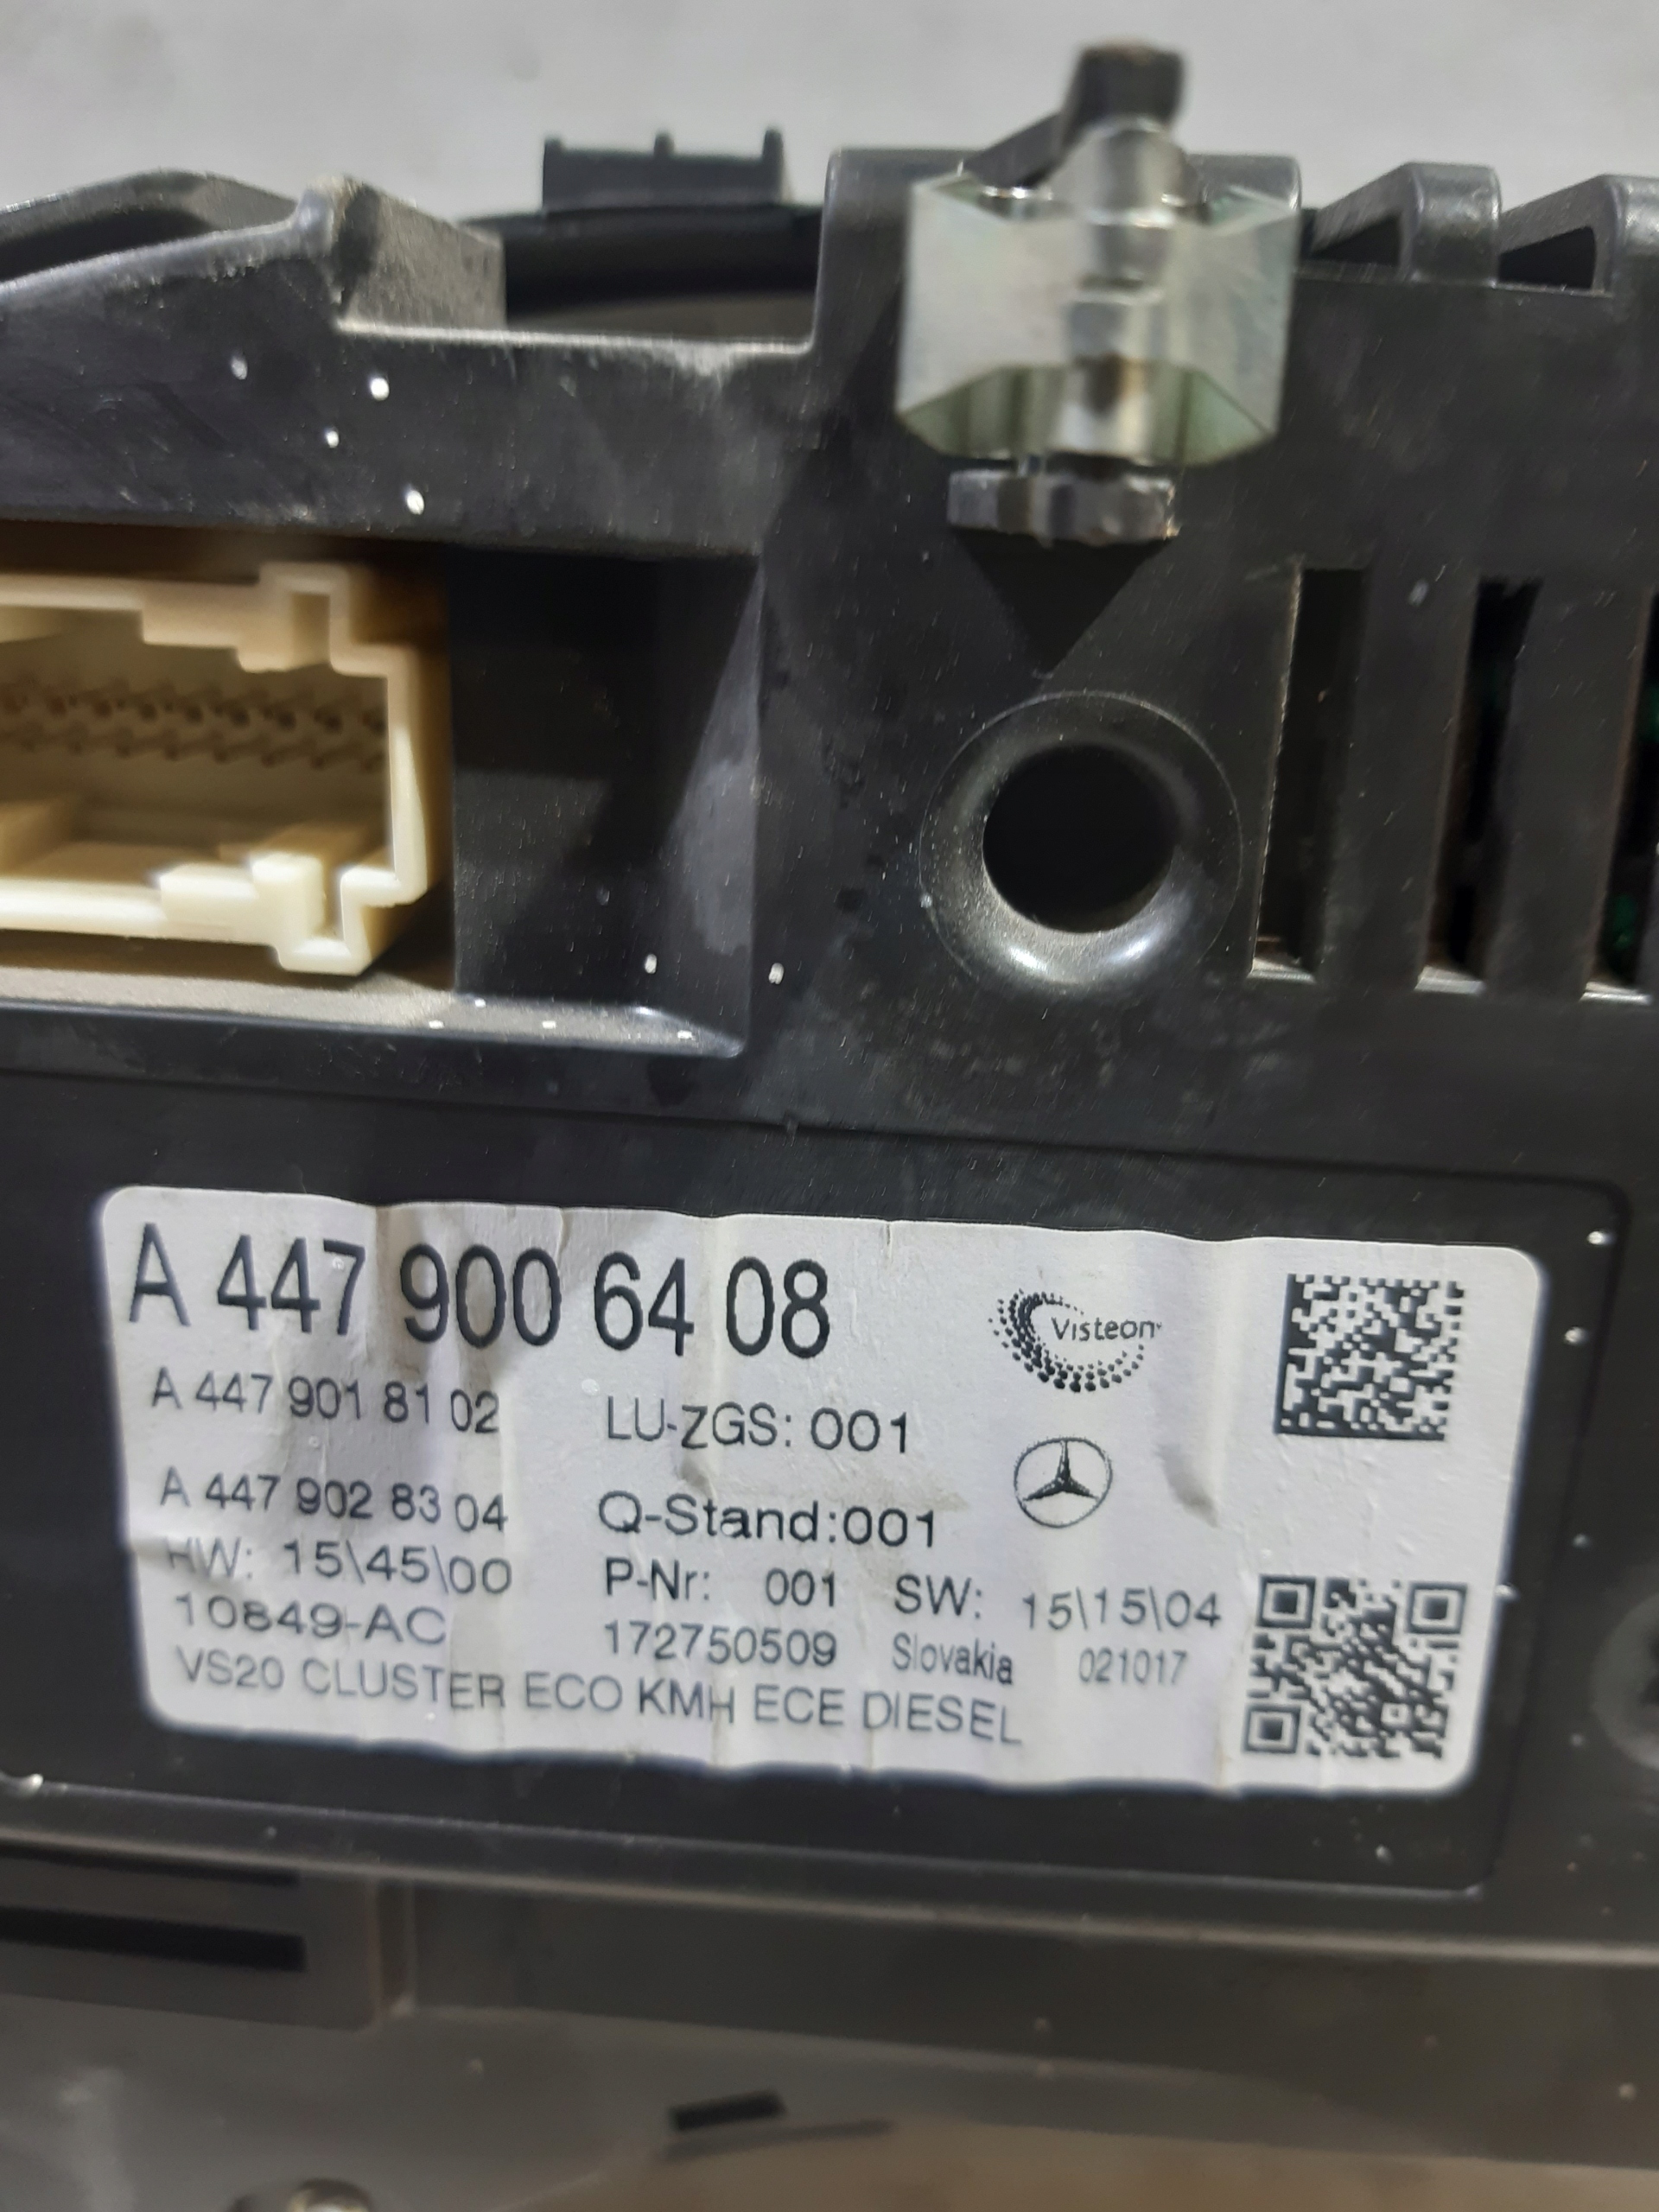 A 447 900 64 08
Visteon
A 447 901 81 02
LU-ZGS: 001
A 447 902 83 04
Q-Stand:001
HW: 15\45\00
P-Nr: 001
SW: 15\15\04
10849-AC
172750509
Slovakia
021017
VS20 CLUSTER ECO KMH ECE DIESEL